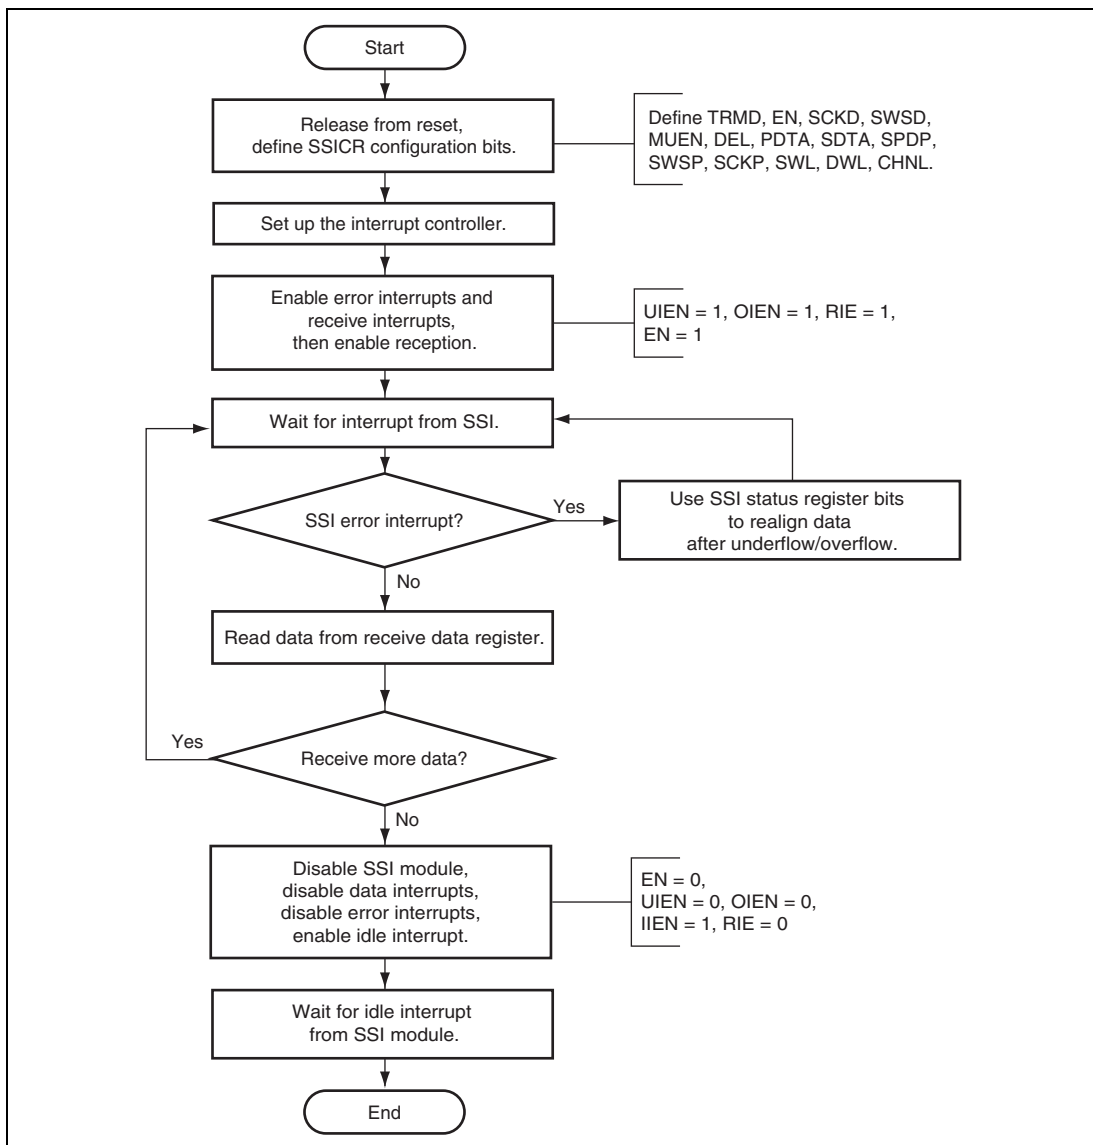 Start
Release from reset,
define SSICR configuration bits.
Define TRMD, EN, SCKD, SWSD,
MUEN, DEL, PDTA, SDTA, SPDP,
SWSP, SCKP, SWL, DWL, CHNL.
Set up the interrupt controller.
Enable error interrupts and
receive interrupts,
then enable reception.
UIEN = 1, OIEN = 1, RIE = 1,
EN = 1
Wait for interrupt from SSI.
SSI error interrupt?
Yes
Use SSI status register bits
to realign data
after underflow/overflow.
No
Read data from receive data register.
Yes
Receive more data?
No
Disable SSI module,
disable data interrupts,
disable error interrupts,
enable idle interrupt.
EN = 0,
UIEN = 0, OIEN = 0,
IIEN = 1, RIE = 0
Wait for idle interrupt
from SSI module.
End